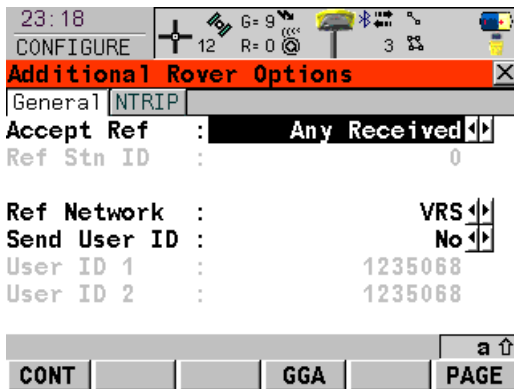 23:18
CONFIGURE
12
G= 9
R= 0
3
Additional Rover Options
General NTRIP
Accept Ref : Any Received
Ref Stn ID : 0
Ref Network : VRS
Send User ID : No
User ID 1 : 1235068
User ID 2 : 1235068
a
CONT GGA PAGE